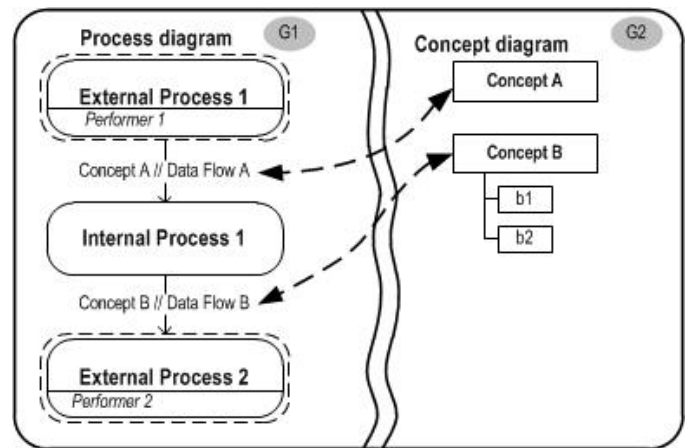 Process diagram
G1
External Process 1
Performer 1
Concept A // Data Flow A
Internal Process 1
Concept B // Data Flow B
External Process 2
Performer 2
Concept diagram
G2
Concept A
Concept B
b1
b2